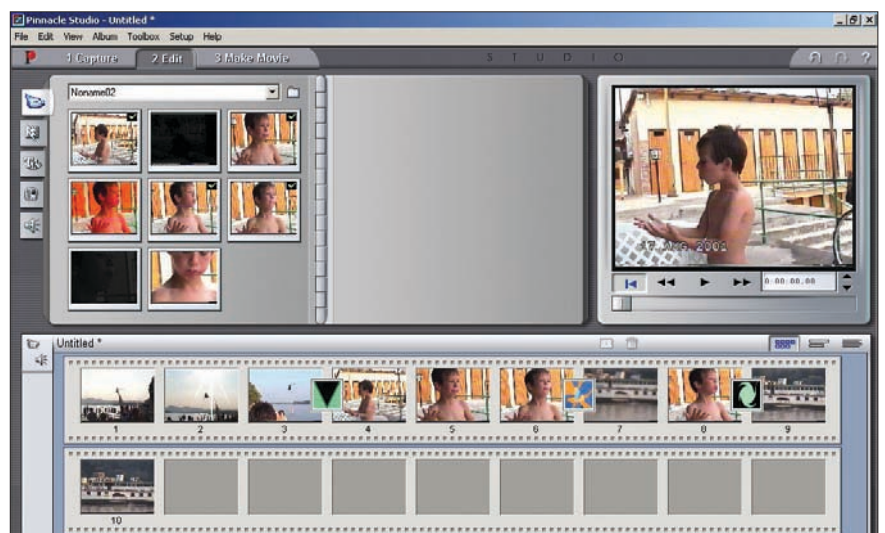 Pinnacle Studio - Untitled *
File Edit View Album Toolbox Setup Help
1 Capture 2 Edit 3 Make Movie
S T U D I O
?
Noname02
17 AUG 2001
0:00:00.00
Untitled *
1 2 3 4 5 6 7 8 9
10